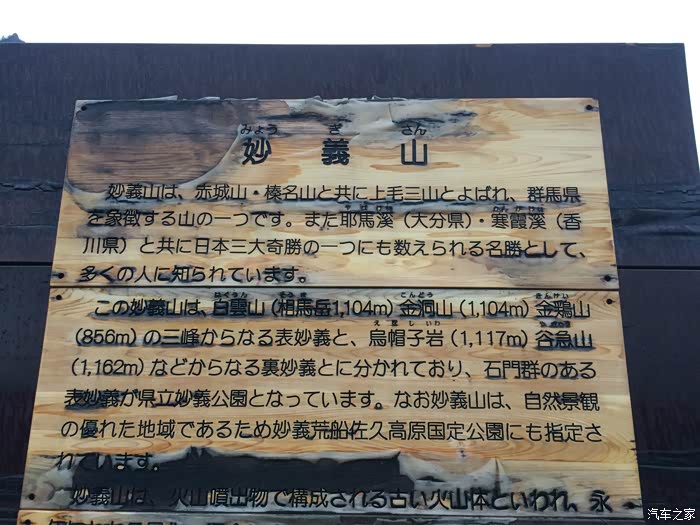 みょう ぎ さん
妙義山
妙義山は、赤城山・榛名山と共に上毛三山とよばれ、群馬県
を象徴する山の一つです。また耶馬溪(大分県)・寒霞溪(香
川県)と共に日本三大奇勝の一つにも数えられる名勝として、
多くの人に知られています。
この妙義山は、白雲山(相馬岳1,104m)金洞山(1,104m)金鶏山
(856m)の三峰からなる表妙義と、烏帽子岩(1,117m)谷急山
(1,162m)などからなる裏妙義とに分かれており、石門群のある
表妙義が県立妙義公園となっています。なお妙義山は、自然景観
の優れた地域であるため妙義荒船佐久高原国定公園にも指定さ
れています。
妙義山は、火山噴出物で構成される古い火山体といわれ、永
汽车之家